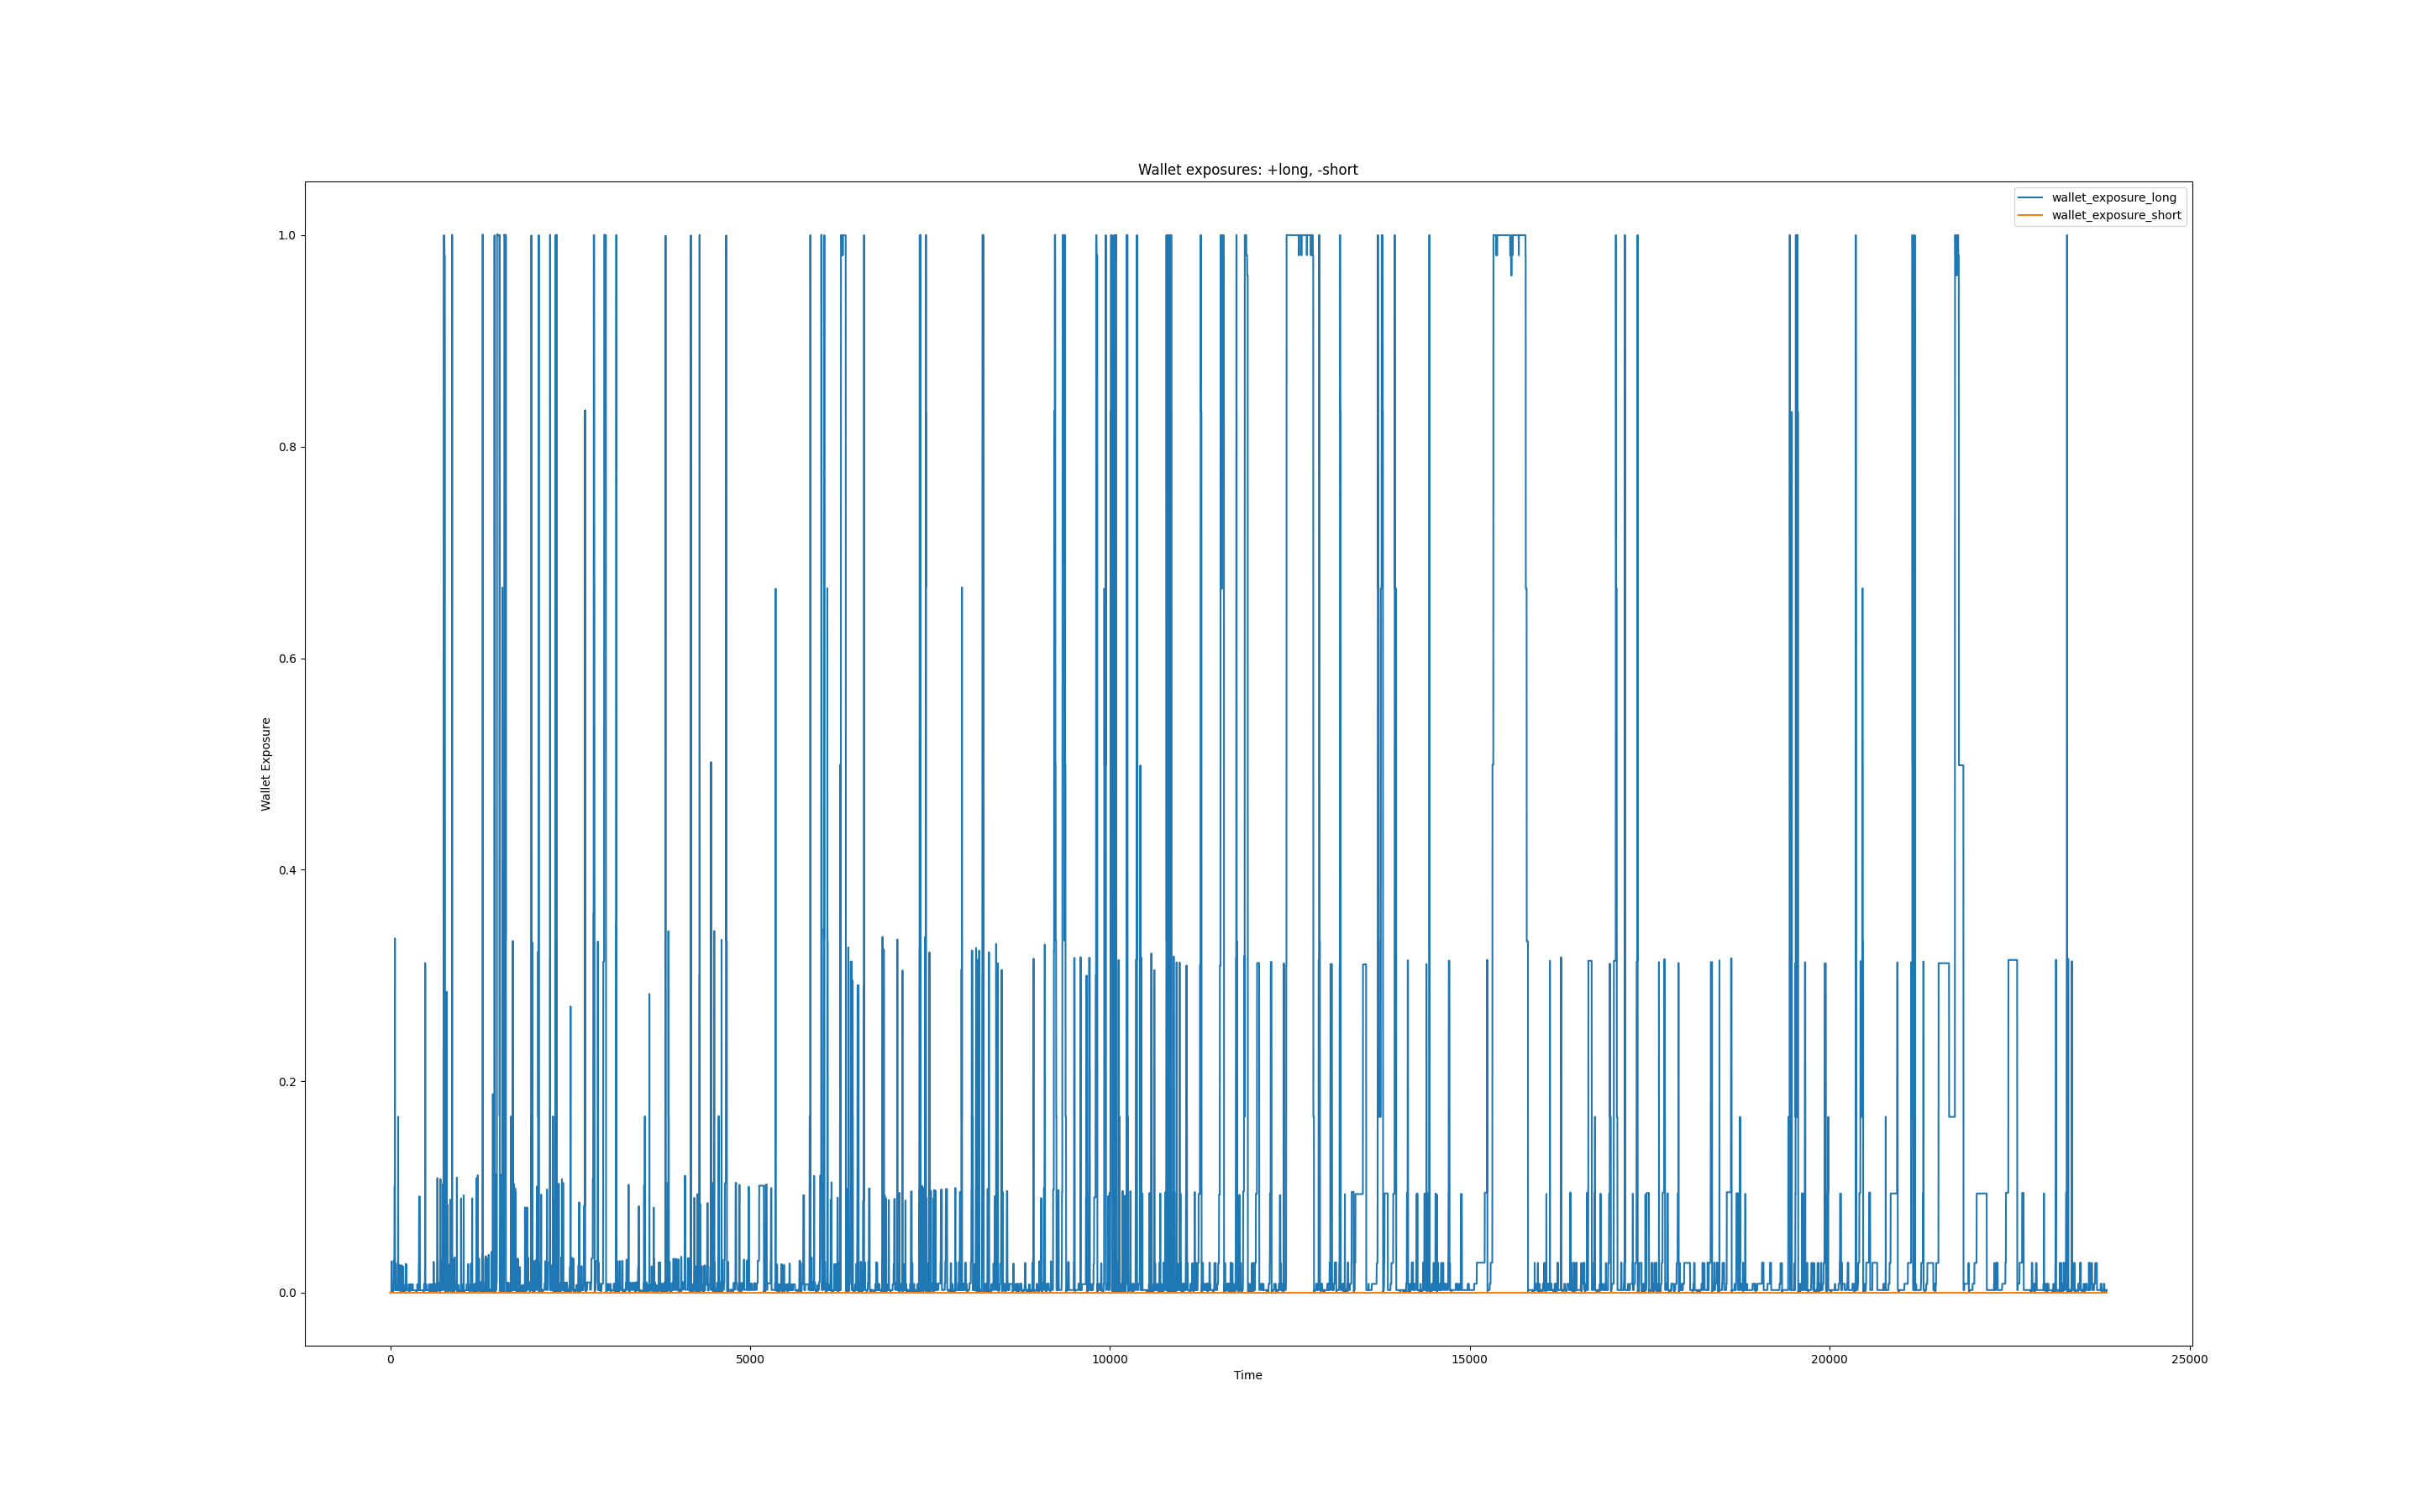 Wallet exposures: +long, -short
wallet_exposure_long
wallet_exposure_short
1.0
0.8
0.6
0.4
0.2
0.0
Wallet Exposure
0 5000 10000 15000 20000 25000
Time